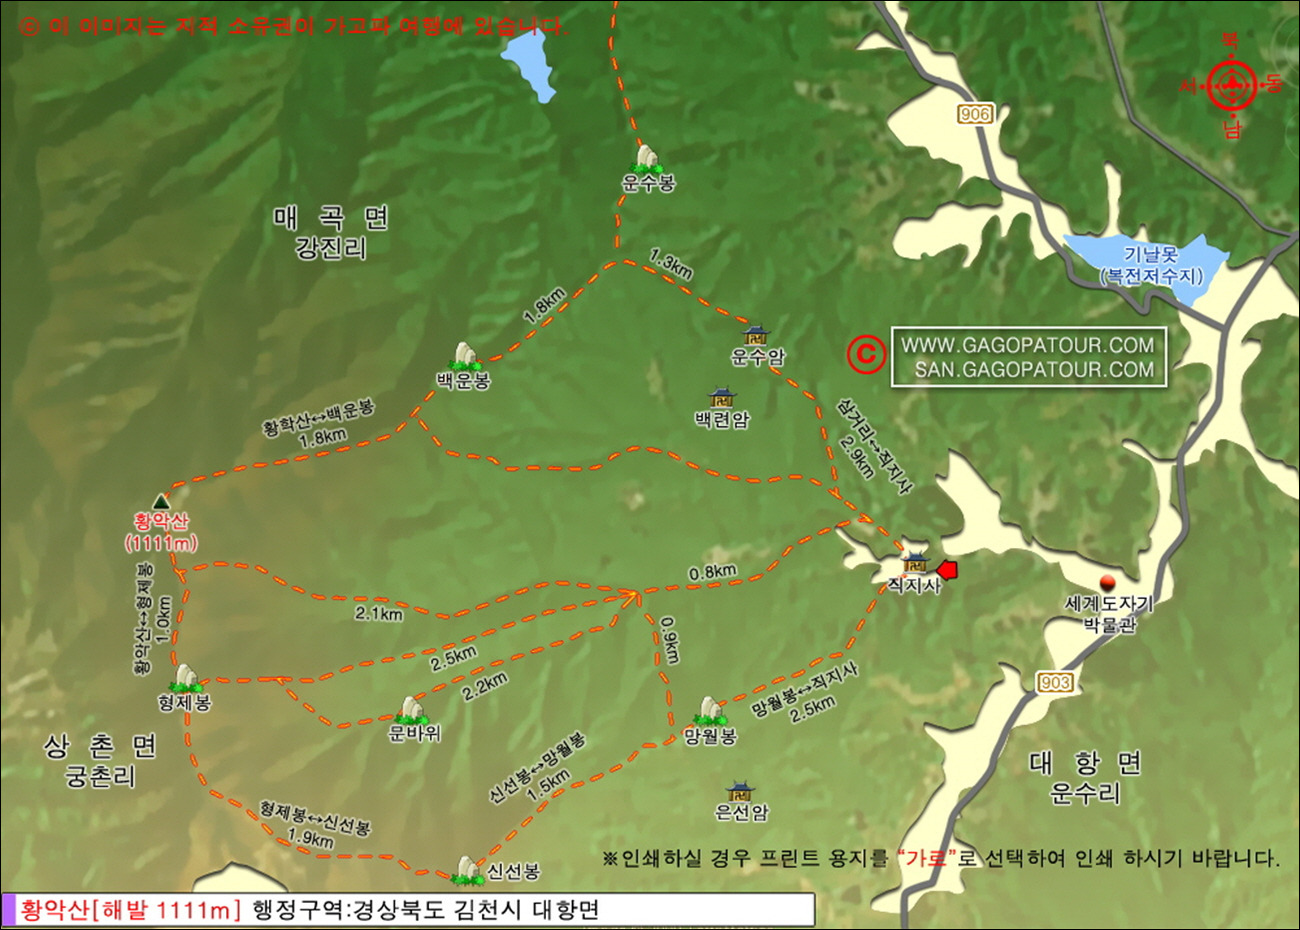 © 이 이미지는 지적 소유권이 가고파 여행에 있습니다.
북
서
동
남
906
운수봉
매 곡 면
강진리
기날못
(복전저수지)
1.3km
1.8km
운수암
© WWW.GAGOPATOUR.COM
SAN.GAGOPATOUR.COM
백운봉
백련암
황학산↔백운봉
1.8km
삼거리↔직지사
2.9km
황악산
(1111m)
직지사
0.8km
세계도자기
박물관
황악산↔형제봉
1.0km
2.1km
0.9km
2.5km
2.2km
903
형제봉
문바위
망월봉
망월봉↔직지사
2.5km
상 촌 면
궁촌리
신선봉↔망월봉
1.5km
대 항 면
운수리
은선암
형제봉↔신선봉
1.9km
신선봉
※인쇄하실 경우 프린트 용지를 “가로”로 선택하여 인쇄 하시기 바랍니다.
황악산[해발 1111m] 행정구역:경상북도 김천시 대항면